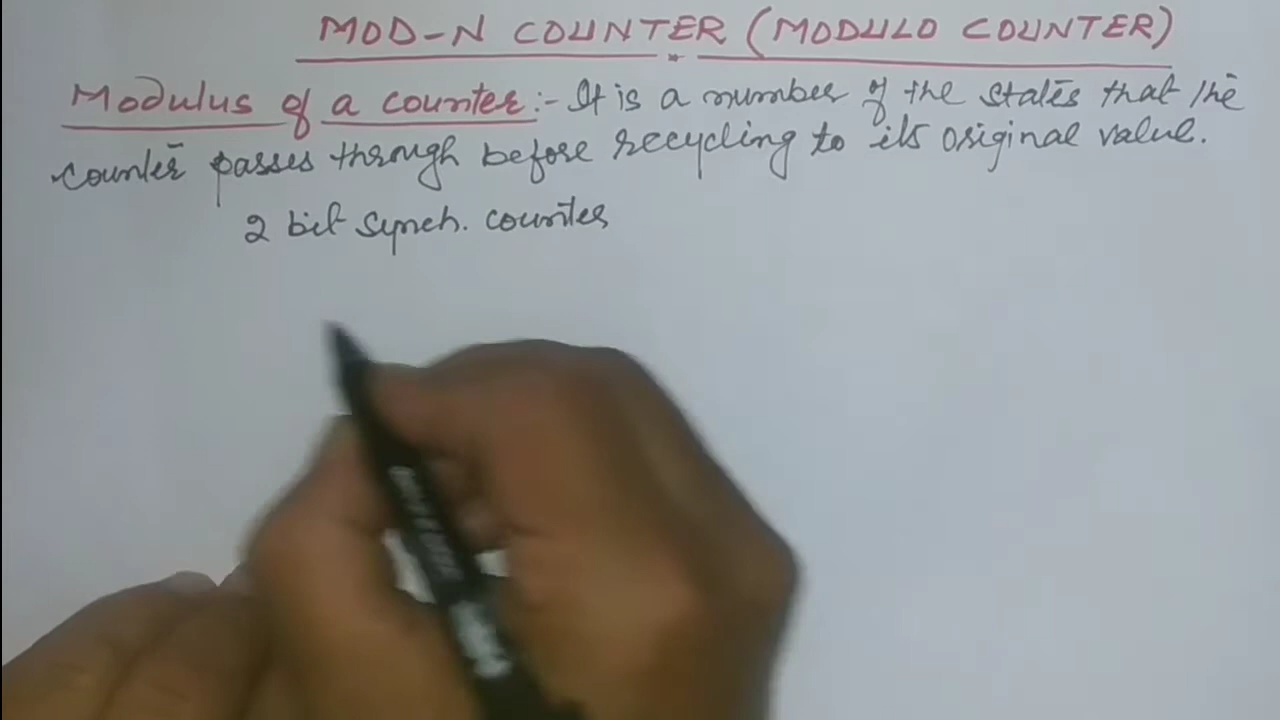 MOD-N COUNTER (MODULO COUNTER)
Modulus of a counter:- It is a number of the states that the
counter passes through before recycling to its original value.
2 bit synch. counter